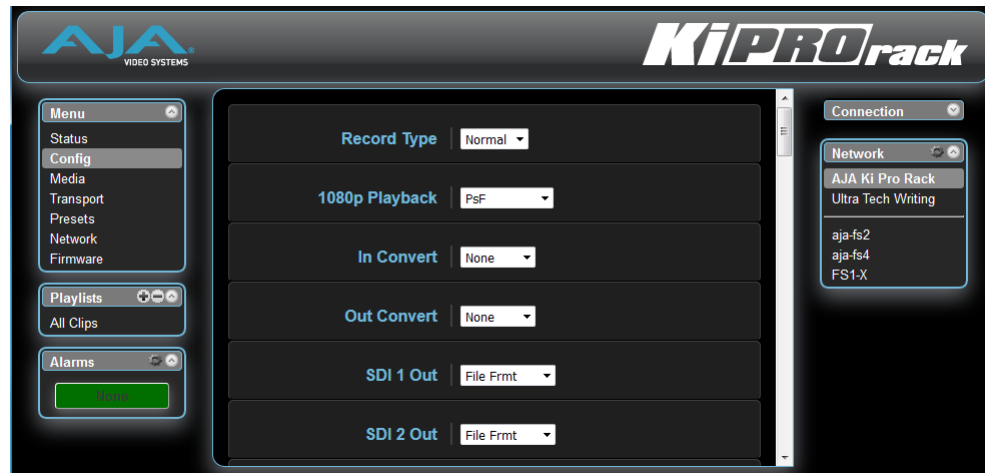 AJA
VIDEO SYSTEMS
KiPRO rack
Menu
Status
Config
Media
Transport
Presets
Network
Firmware
Playlists
All Clips
Alarms
None
Record Type
Normal
1080p Playback
PsF
In Convert
None
Out Convert
None
SDI 1 Out
File Frmt
SDI 2 Out
File Frmt
Connection
Network
AJA Ki Pro Rack
Ultra Tech Writing
aja-fs2
aja-fs4
FS1-X